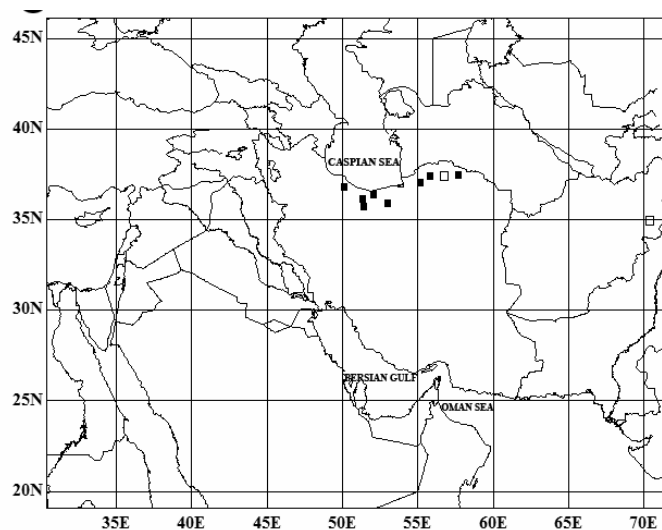 45N
40N
CASPIAN SEA
35N
30N
PERSIAN GULF
25N
OMAN SEA
20N
35E 40E 45E 50E 55E 60E 65E 70E